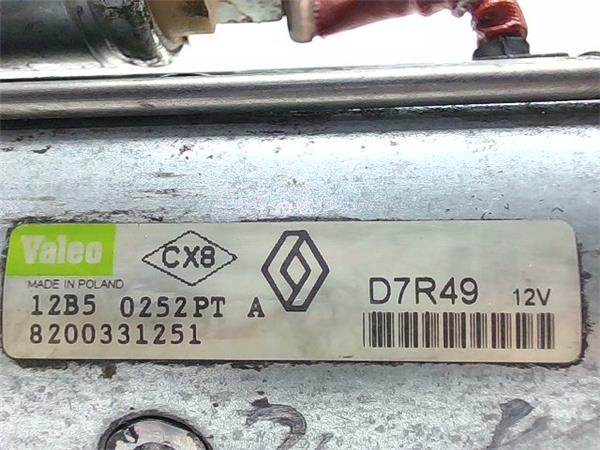 Valeo
CX8
MADE IN POLAND
D7R49 12V
12B5 0252PT A
8200331251